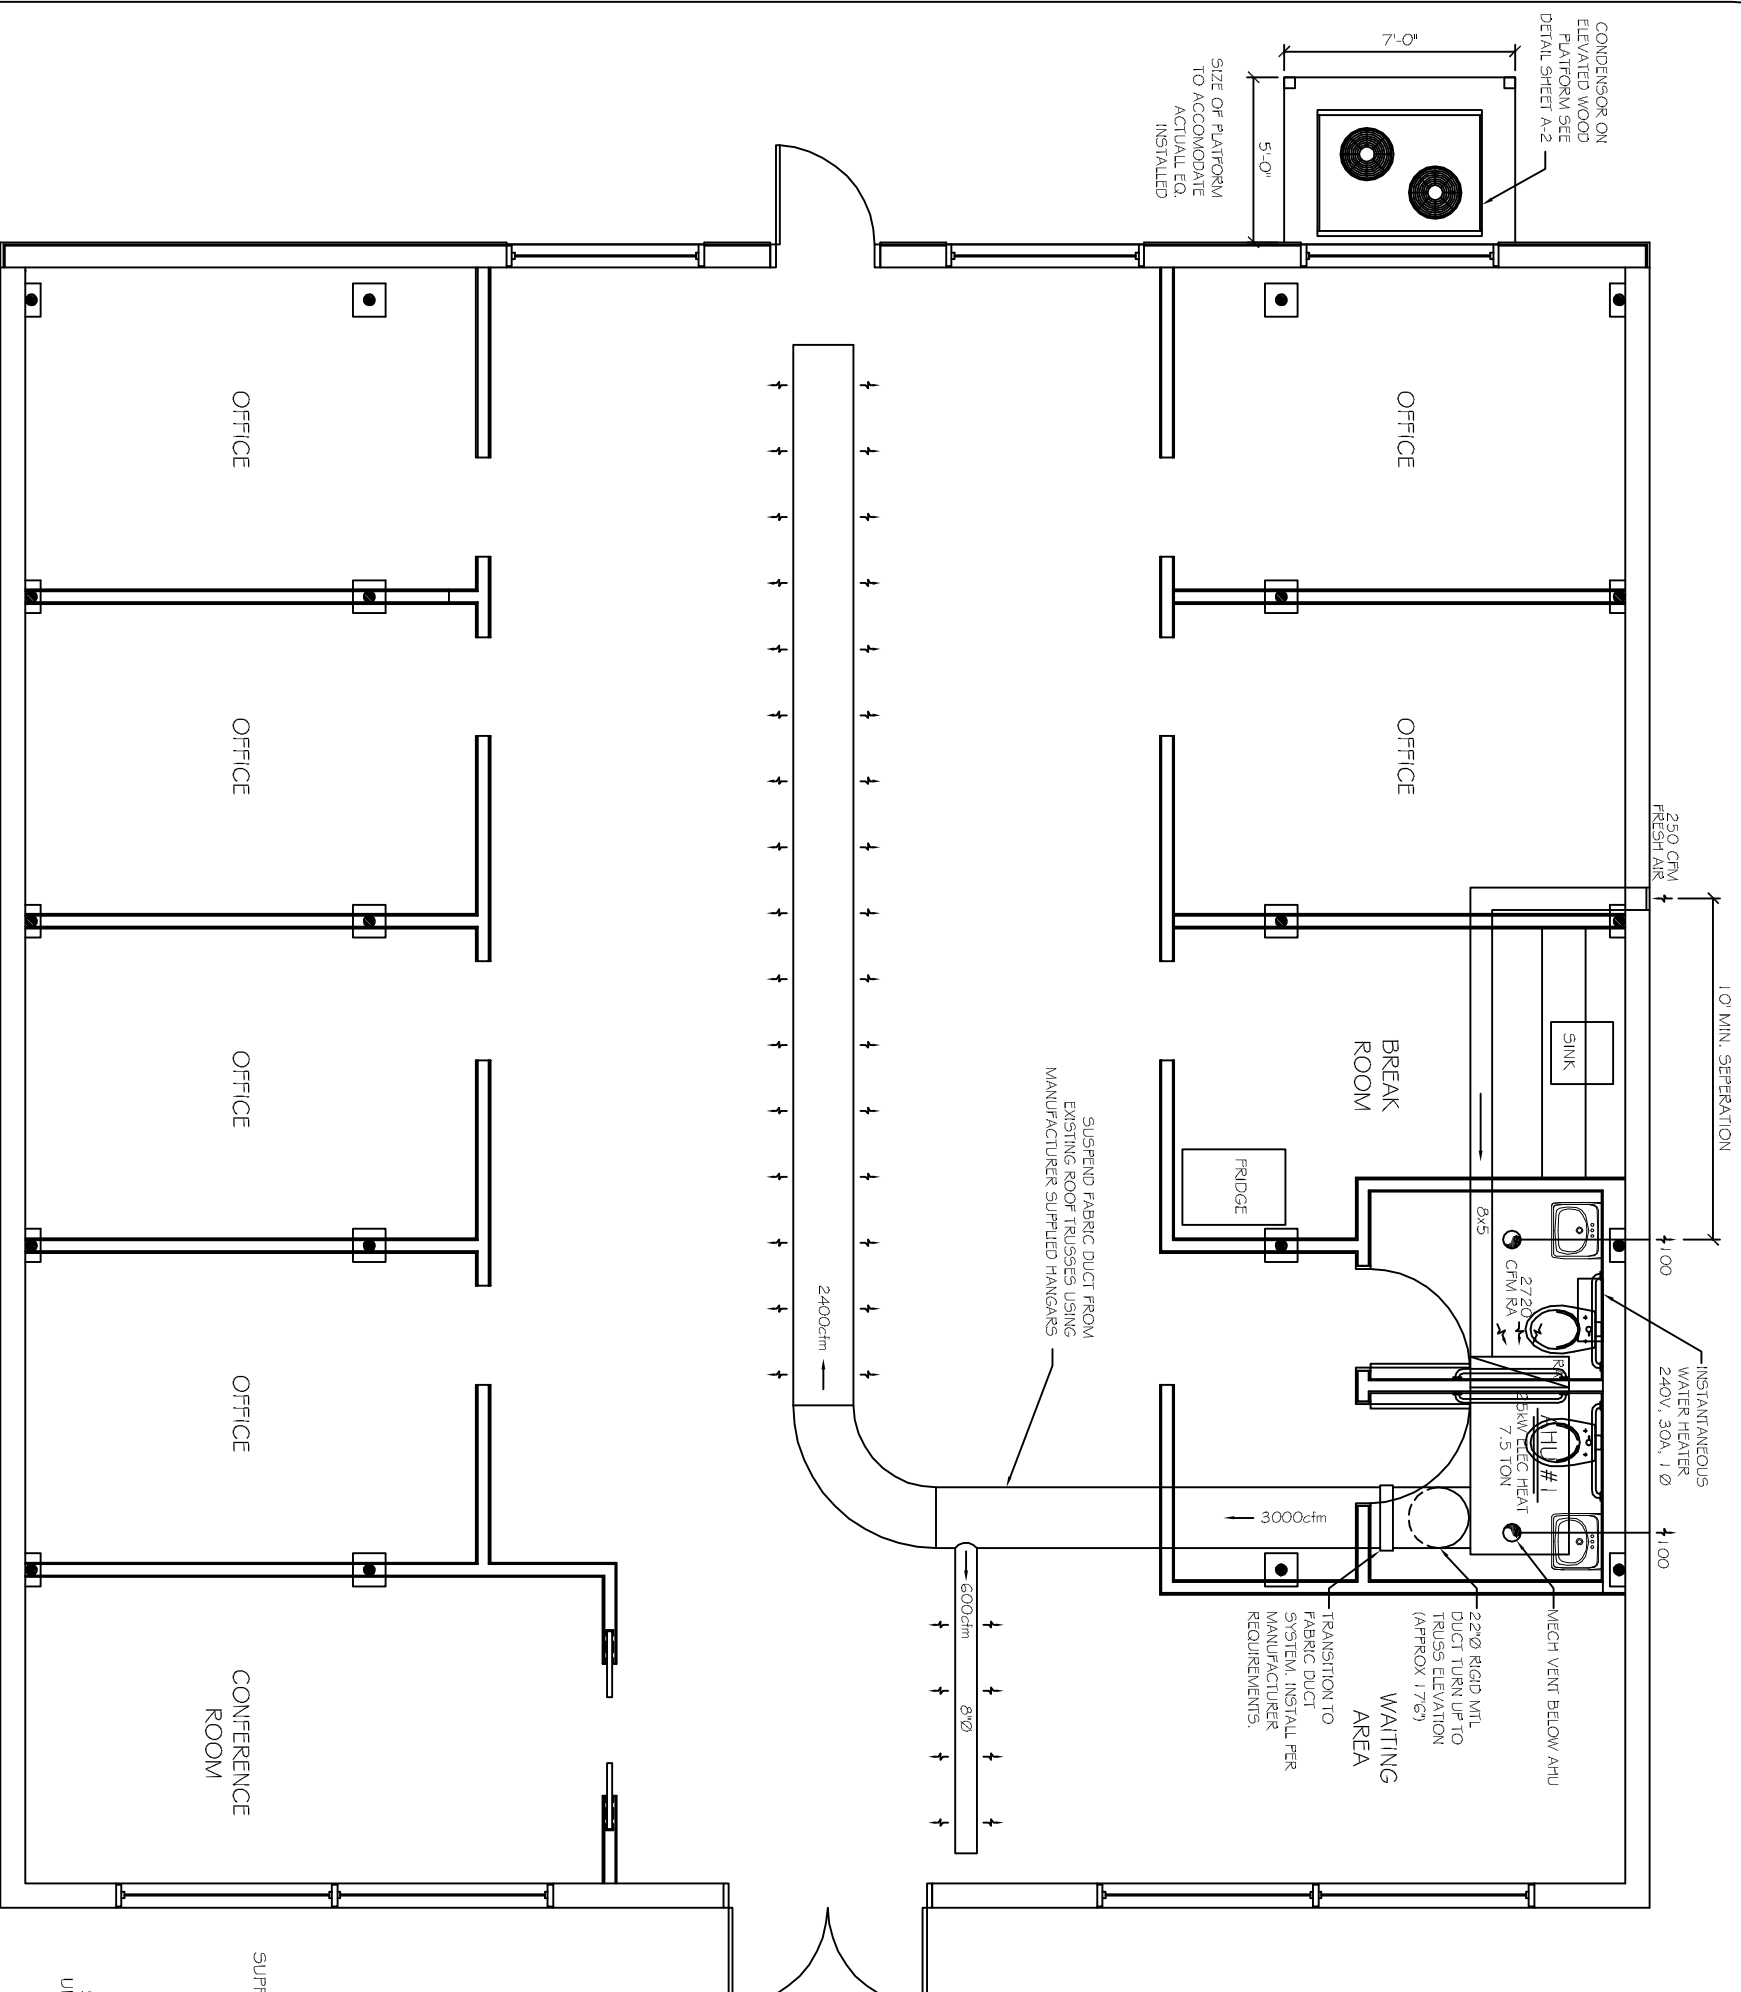 CONDENSOR ON
ELEVATED WOOD
PLATFORM SEE
DETAIL SHEET A-2
7'-0"
5'-0"
SIZE OF PLATFORM
TO ACCOMODATE
ACTUALL EQ.
INSTALLED
OFFICE
OFFICE
250 CFM
FRESH AIR
10' MIN. SEPERATION
SINK
BREAK
ROOM
FRIDGE
8x5
100
2720
CFM RA
INSTANTANEOUS
WATER HEATER
240V, 30A, 1 Ø
AHU #1
25kW ELEC HEAT
7.5 TON
100
MECH VENT BELOW AHU
22"Ø RIGID MTL
DUCT TURN UP TO
TRUSS ELEVATION
(APPROX 17'6")
TRANSITION TO
FABRIC DUCT
SYSTEM. INSTALL PER
MANUFACTURER
REQUIREMENTS.
WAITING
AREA
3000cfm
SUSPEND FABRIC DUCT FROM
EXISTING ROOF TRUSSES USING
MANUFACTURER SUPPLIED HANGARS
2400cfm
600cfm
8"Ø
OFFICE
OFFICE
OFFICE
OFFICE
CONFERENCE
ROOM